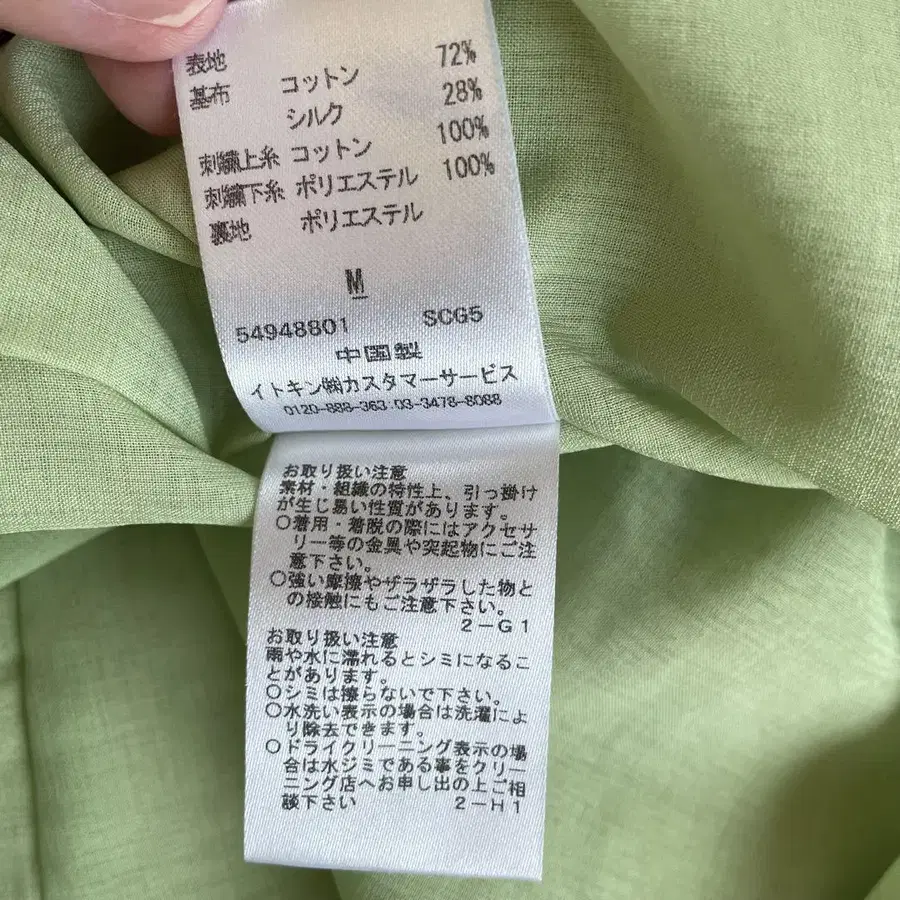 表地
基布 コットン 72%
シルク 28%
刺繍上糸 コットン 100%
刺繍下糸 ポリエステル 100%
裏地 ポリエステル
M
54948801 SCG5
中国製
イトキン㈱カスタマーサービス
0120-888-363 03-3478-8088
お取り扱い注意
素材・組織の特性上、引っ掛け
が生じ易い性質があります。
○着用・着脱の際にはアクセサ
リー等の金具や突起物にご注
意下さい。
○強い摩擦やザラザラした物と
の接触にもご注意下さい。
2-G1
お取り扱い注意
雨や水に濡れるとシミになるこ
とがあります。
○シミは擦らないで下さい。
○水洗い表示の場合は洗濯によ
り除去できます。
○ドライクリーニング表示の場
合は水ジミである事をクリー
ニング店へお申し出の上ご相
談下さい 2-H1